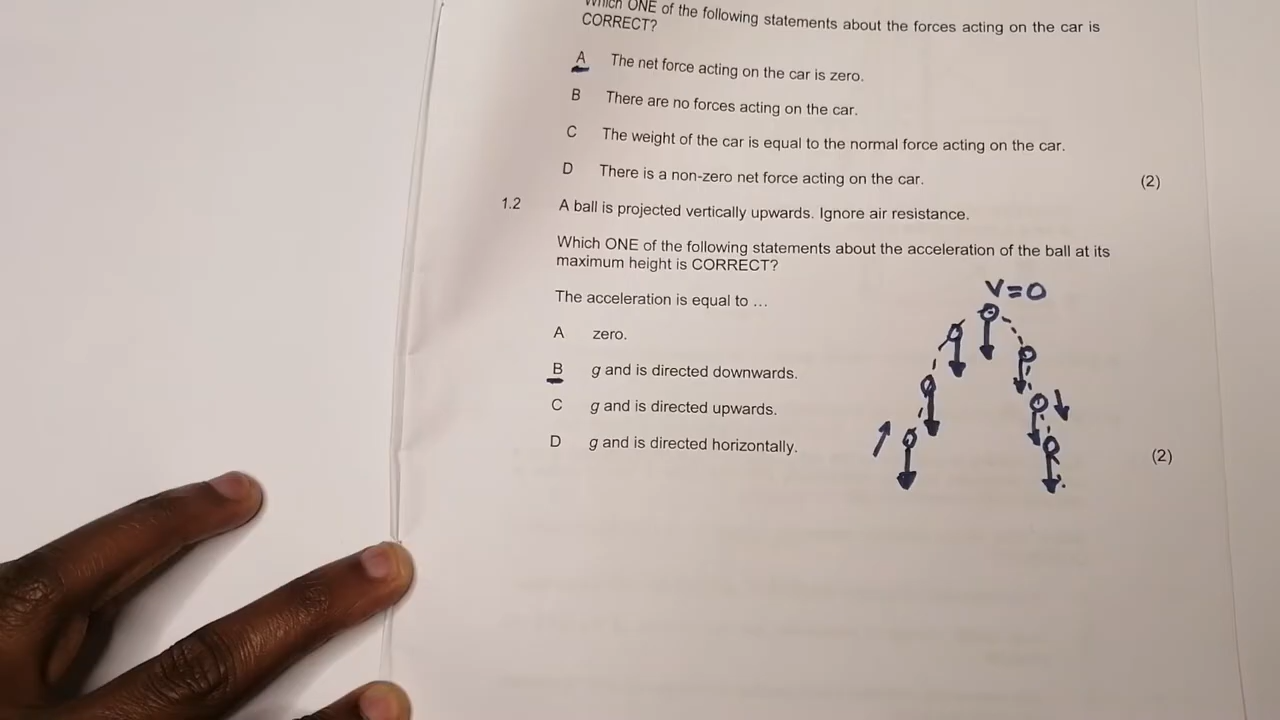 Which ONE of the following statements about the forces acting on the car is
CORRECT?
A The net force acting on the car is zero.
B There are no forces acting on the car.
C The weight of the car is equal to the normal force acting on the car.
D There is a non-zero net force acting on the car.
(2)
1.2 A ball is projected vertically upwards. Ignore air resistance.
Which ONE of the following statements about the acceleration of the ball at its
maximum height is CORRECT?
V=0
The acceleration is equal to …
A zero.
B g and is directed downwards.
C g and is directed upwards.
D g and is directed horizontally.
(2)